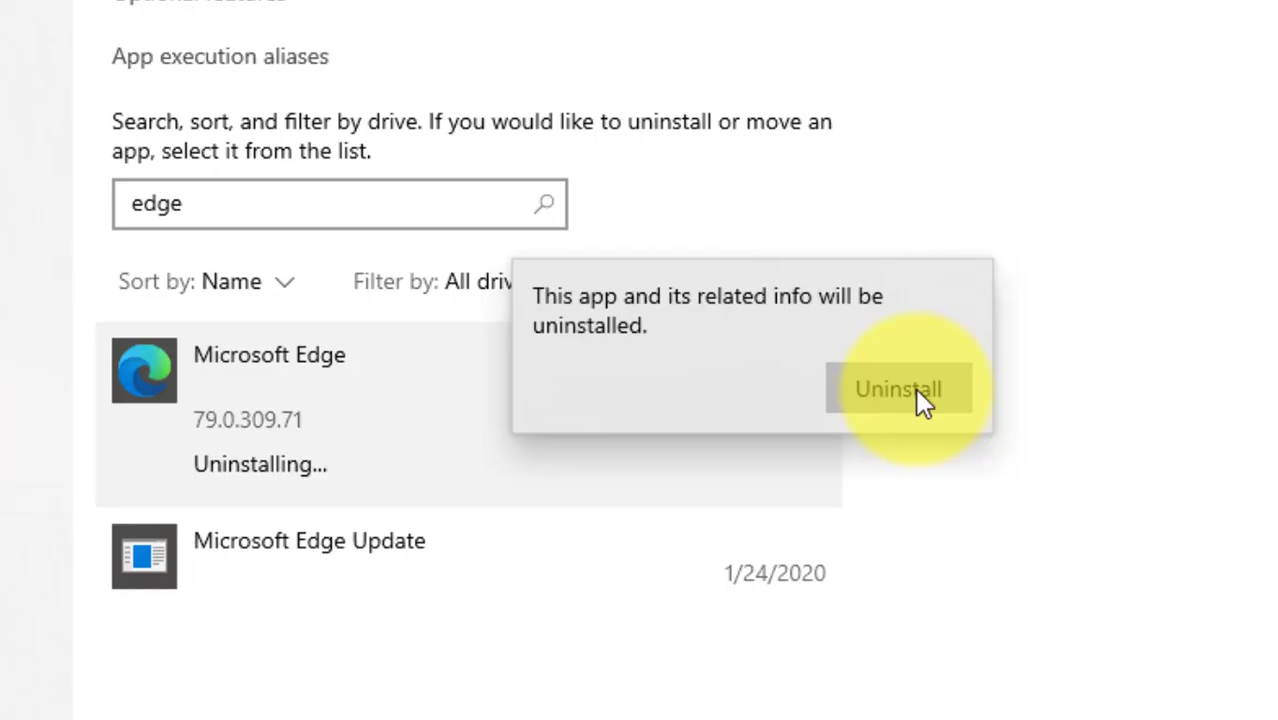 Optional features
App execution aliases
Search, sort, and filter by drive. If you would like to uninstall or move an
app, select it from the list.
edge
Sort by: Name Filter by: All driv
This app and its related info will be
uninstalled.
Uninstall
Microsoft Edge
79.0.309.71
Uninstalling...
Microsoft Edge Update
1/24/2020